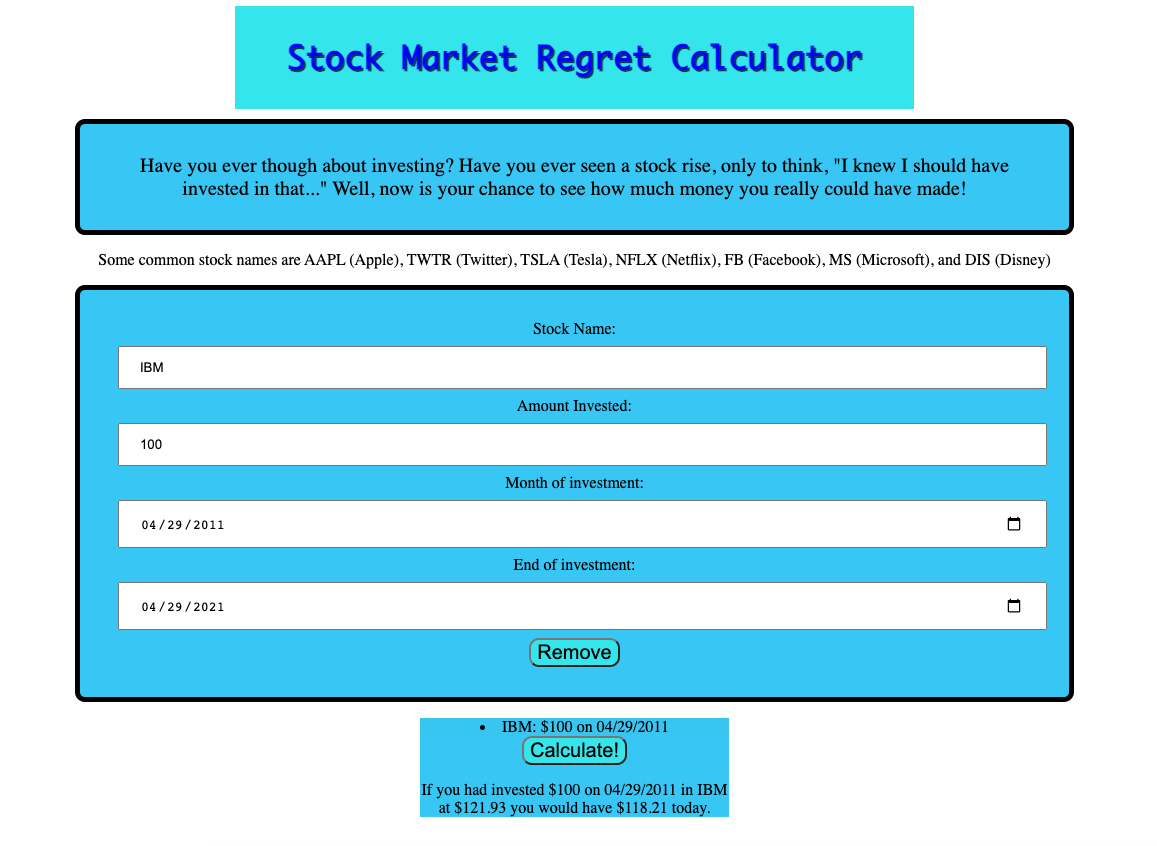 Stock Market Regret Calculator
Have you ever though about investing? Have you ever seen a stock rise, only to think, "I knew I should have
invested in that..." Well, now is your chance to see how much money you really could have made!
Some common stock names are AAPL (Apple), TWTR (Twitter), TSLA (Tesla), NFLX (Netflix), FB (Facebook), MS (Microsoft), and DIS (Disney)
Stock Name:
IBM
Amount Invested:
100
Month of investment:
04/29/2011
End of investment:
04/29/2021
Remove
• IBM: $100 on 04/29/2011
Calculate!
If you had invested $100 on 04/29/2011 in IBM
at $121.93 you would have $118.21 today.